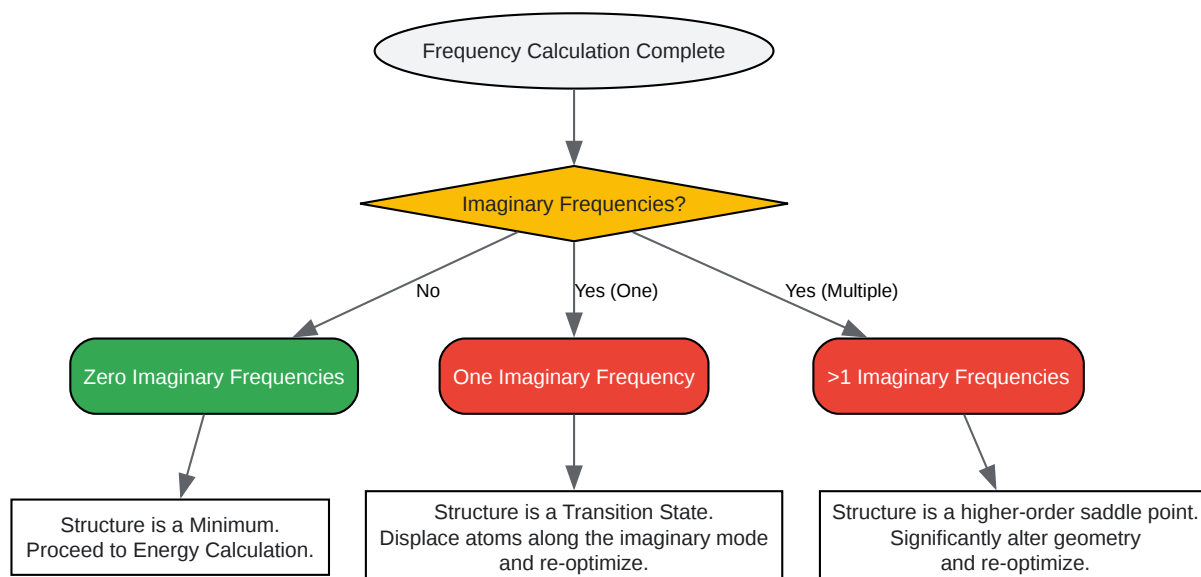 Frequency Calculation Complete
Imaginary Frequencies?
No
Yes (One)
Yes (Multiple)
Zero Imaginary Frequencies
One Imaginary Frequency
>1 Imaginary Frequencies
Structure is a Minimum.
Proceed to Energy Calculation.
Structure is a Transition State.
Displace atoms along the imaginary mode
and re-optimize.
Structure is a higher-order saddle point.
Significantly alter geometry
and re-optimize.